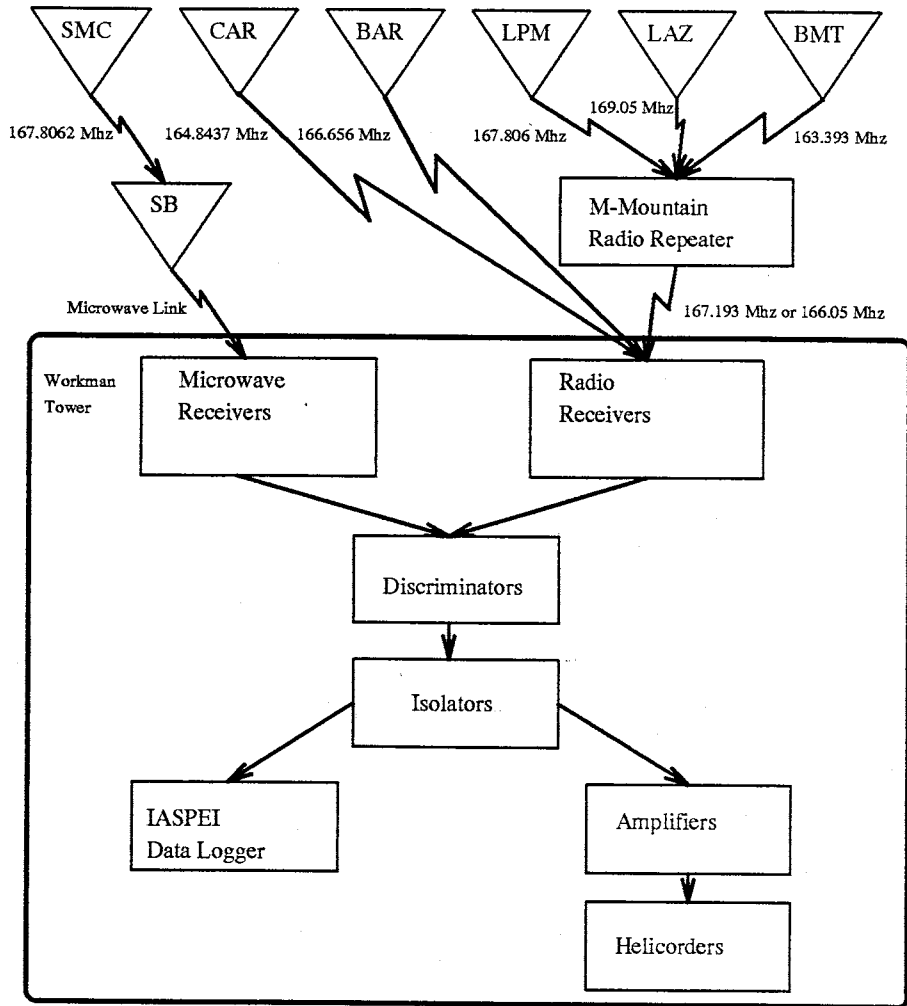 SMC
CAR
BAR
LPM
LAZ
BMT
167.8062 Mhz
164.8437 Mhz
166.656 Mhz
167.806 Mhz
169.05 Mhz
163.393 Mhz
SB
M-Mountain
Radio Repeater
Microwave Link
167.193 Mhz or 166.05 Mhz
Workman
Tower
Microwave
Receivers
Radio
Receivers
Discriminators
Isolators
IASPEI
Data Logger
Amplifiers
Helicorders